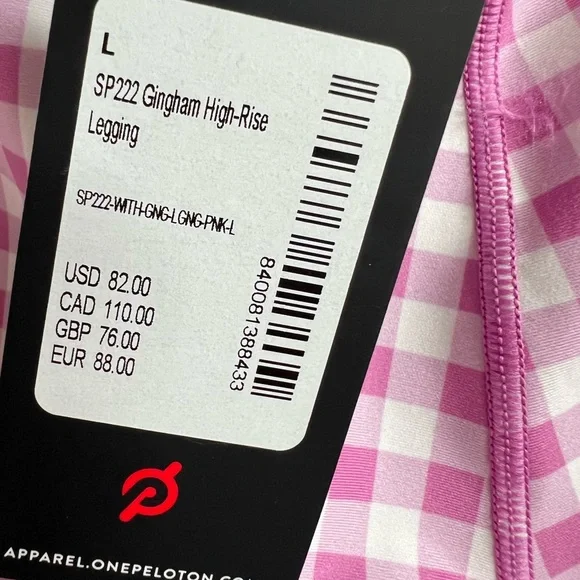 L
SP222 Gingham High-Rise
Legging
SP222-WITH-GNG-LGNG-PNK-L
USD 82.00
CAD 110.00
GBP 76.00
EUR 88.00
840081388433
APPAREL.ONEPELOTON.CO